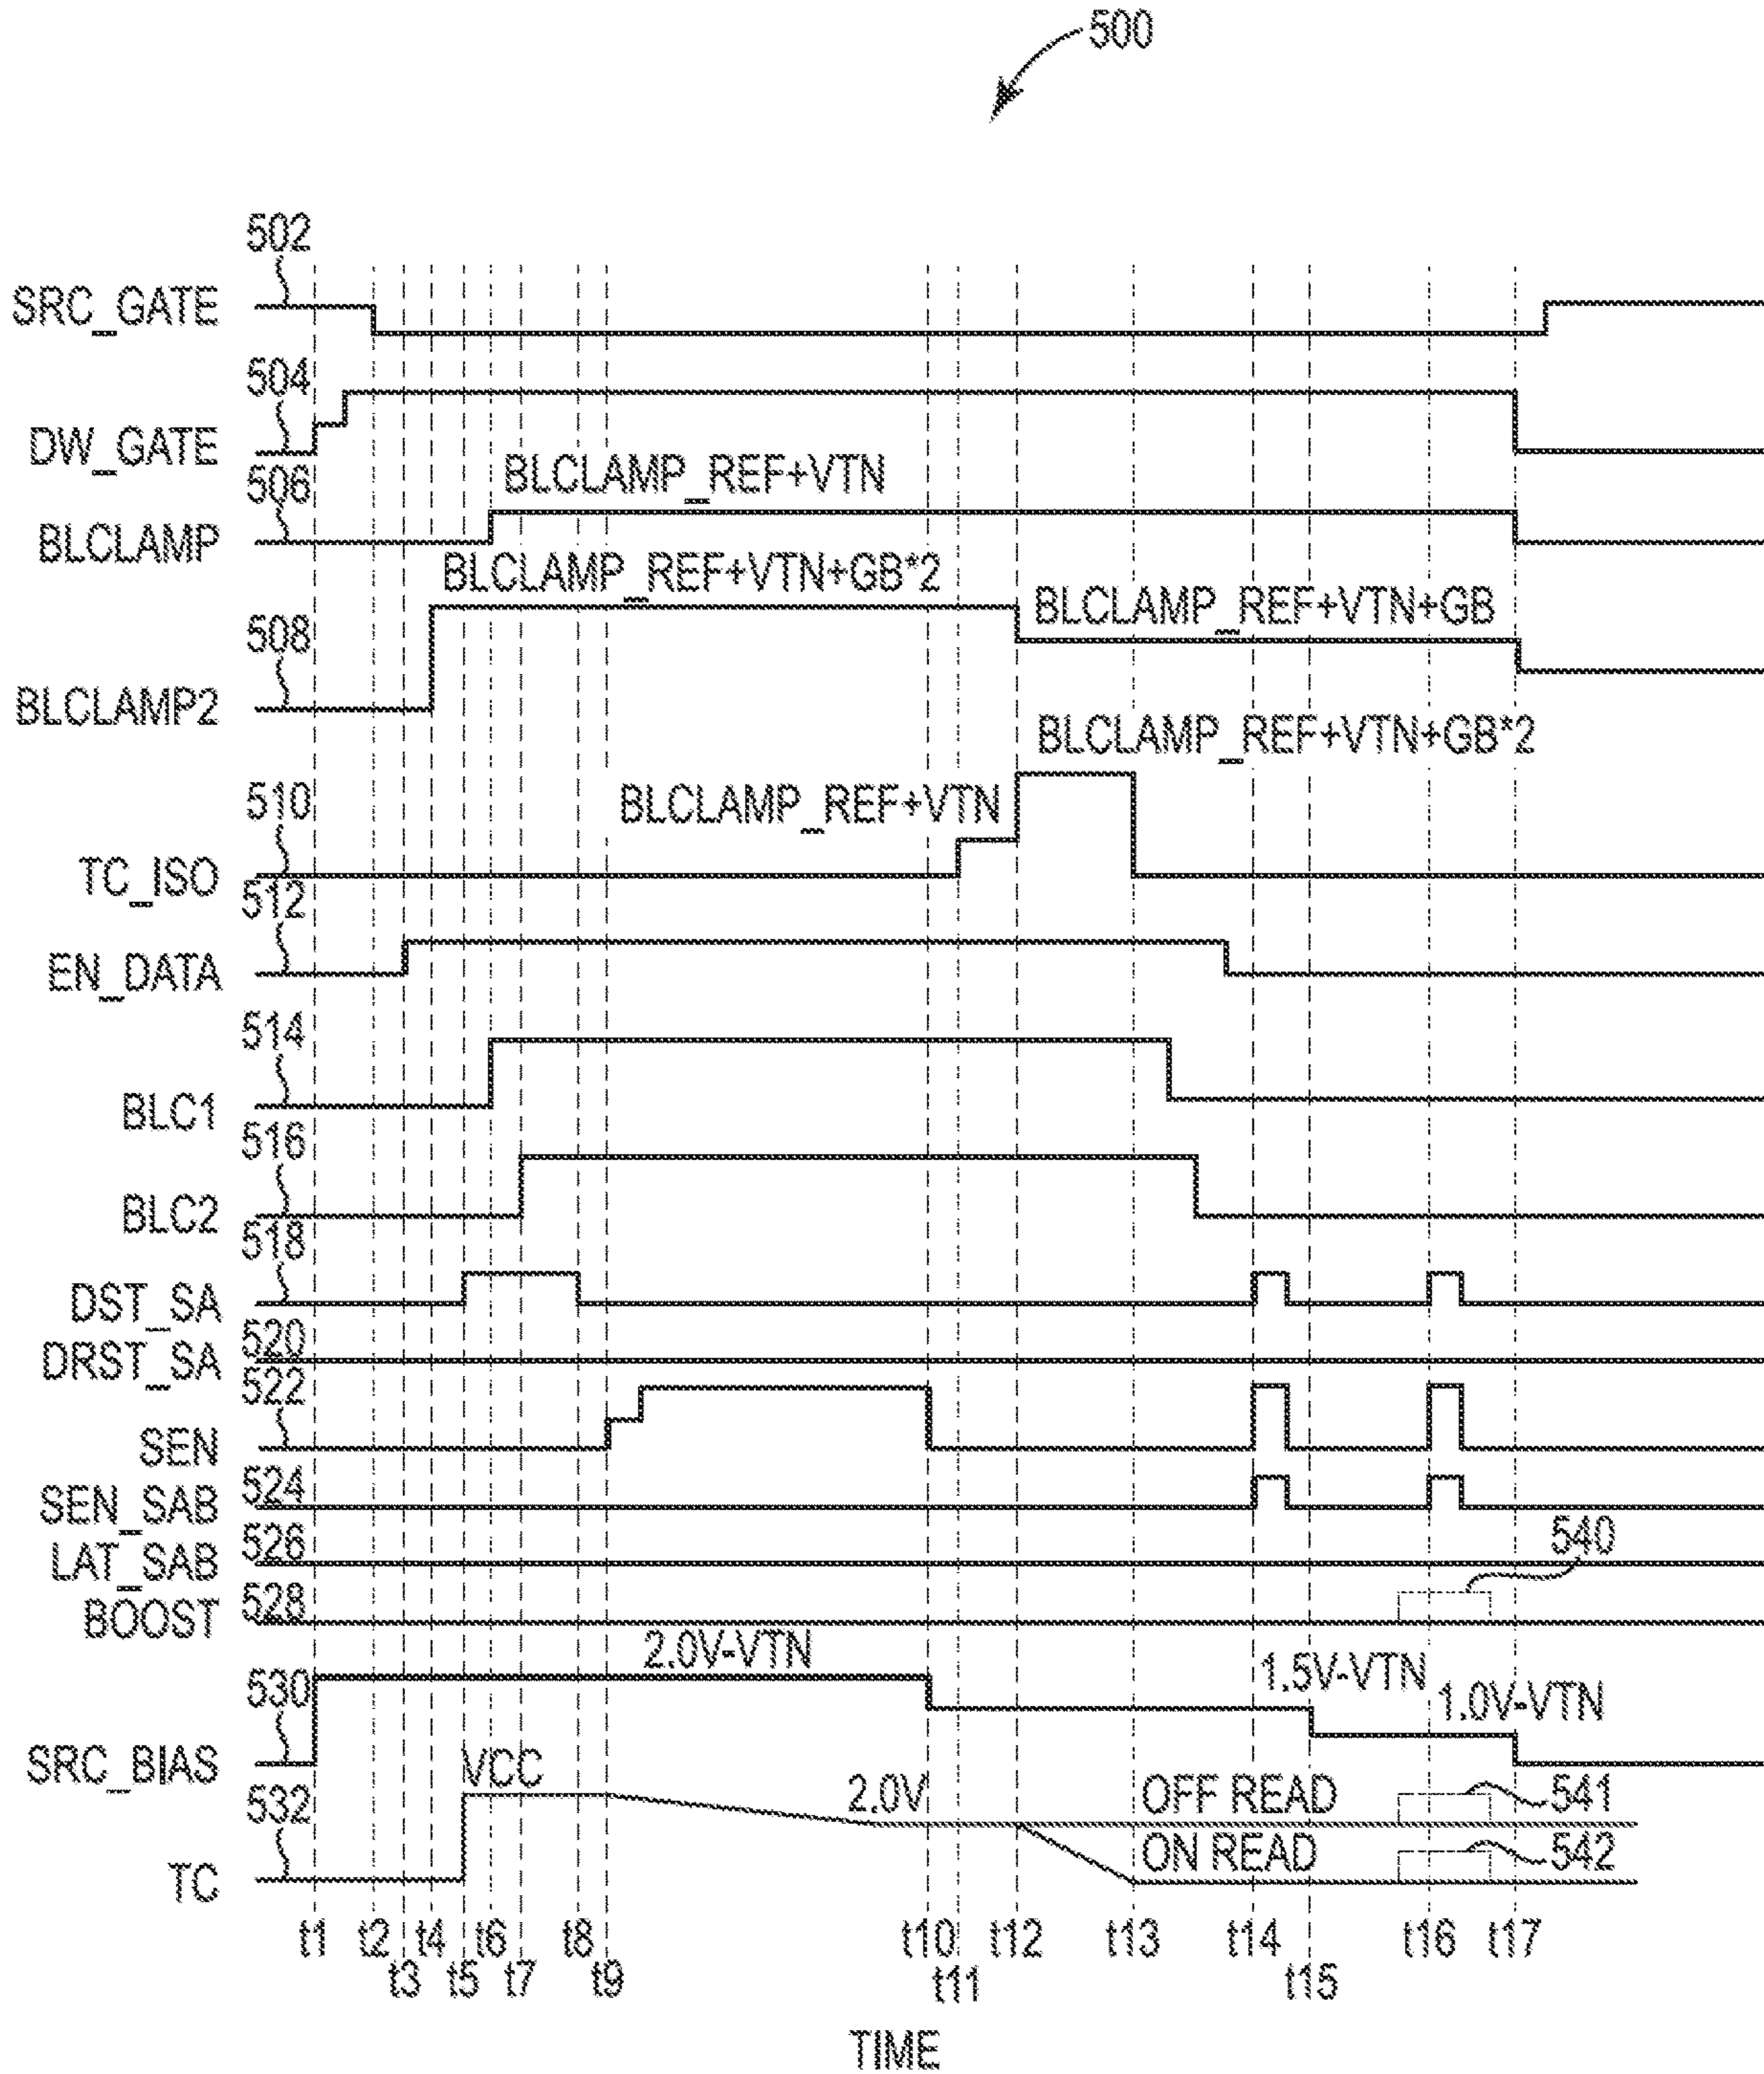 500
502
SRC_GATE
504
DW_GATE
506
BLCLAMP_REF+VTN
BLCLAMP
BLCLAMP_REF+VTN+GB*2
BLCLAMP_REF+VTN+GB
508
BLCLAMP2
BLCLAMP_REF+VTN+GB*2
510
BLCLAMP_REF+VTN
TC_ISO
512
EN_DATA
514
BLC1
516
BLC2
518
DST_SA
520
DRST_SA
522
SEN
524
SEN_SAB
540
526
LAT_SAB
528
BOOST
2.0V-VTN
1.5V-VTN
530
1.0V-VTN
SRC_BIAS
VCC
532
2.0V
OFF READ
541
ON READ
542
TC
t1 t2 t4 t6 t8 t10 t12 t13 t14 t16 t17
t3 t5 t7 t9 t11 t15
TIME